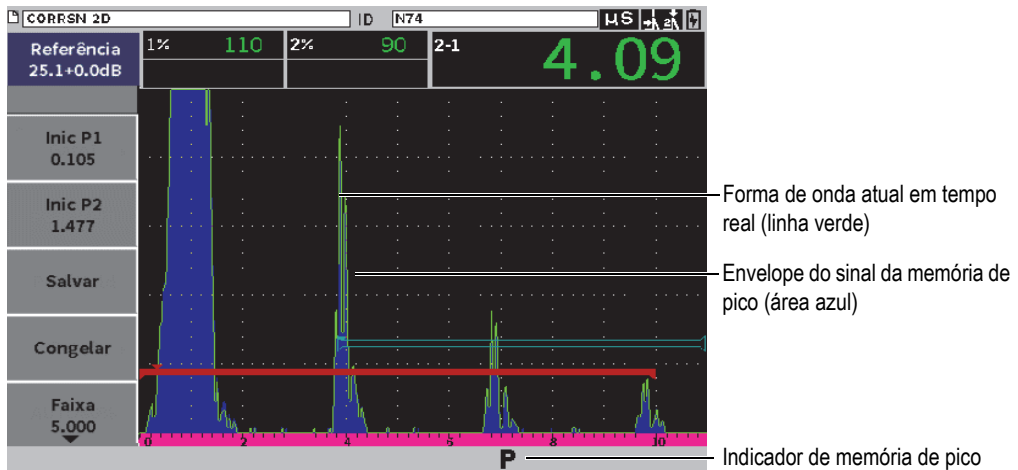 CORRSN 2D
ID N74
µS
Referência
25.1+0.0dB
1% 110
2% 90
2-1 4.09
Inic P1
0.105
Inic P2
1.477
Salvar
Congelar
Faixa
5.000
0 2 4 6 8 10
P
Forma de onda atual em tempo
real (linha verde)
Envelope do sinal da memória de
pico (área azul)
Indicador de memória de pico